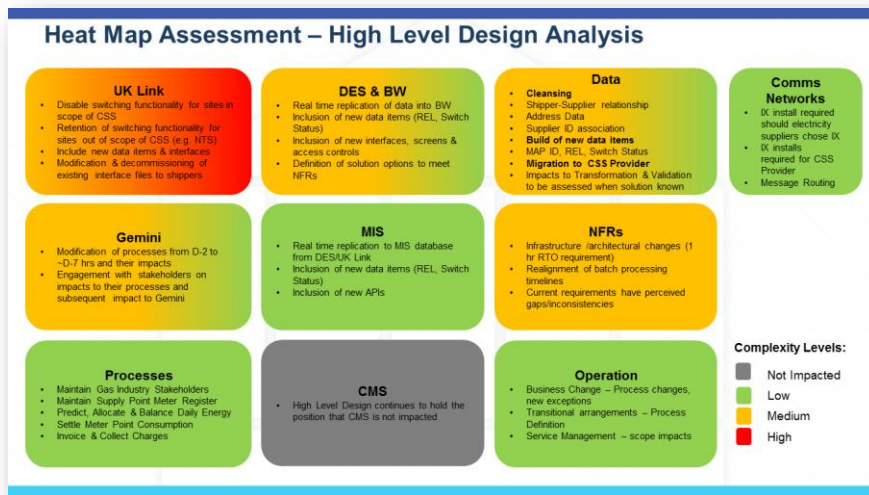 Heat Map Assessment – High Level Design Analysis
UK Link
• Disable switching functionality for sites in
scope of CSS
• Retention of switching functionality for
sites out of scope of CSS (e.g. NTS)
• Include new data items & interfaces
• Modification & decommissioning of
existing interface files to shippers
DES & BW
• Real time replication of data into BW
• Inclusion of new data items (REL, Switch
Status)
• Inclusion of new interfaces, screens &
access controls
• Definition of solution options to meet
NFRs
Data
• Cleansing
• Shipper-Supplier relationship
• Address Data
• Supplier ID association
• Build of new data items
• MAP ID, REL, Switch Status
• Migration to CSS Provider
• Impacts to Transformation & Validation
to be assessed when solution known
Comms
Networks
• IX install required
should electricity
suppliers chose IX
• IX installs
required for CSS
Provider
• Message Routing
Gemini
• Modification of processes from D-2 to
~D-7 hrs and their impacts
• Engagement with stakeholders on
impacts to their processes and
subsequent impact to Gemini
MIS
• Real time replication to MIS database
from DES/UK Link
• Inclusion of new data items (REL, Switch
Status)
• Inclusion of new APIs
NFRs
• Infrastructure /architectural changes (1
hr RTO requirement)
• Realignment of batch processing
timelines
• Current requirements have perceived
gaps/inconsistencies
Processes
• Maintain Gas Industry Stakeholders
• Maintain Supply Point Meter Register
• Predict, Allocate & Balance Daily Energy
• Settle Meter Point Consumption
• Invoice & Collect Charges
CMS
• High Level Design continues to hold the
position that CMS is not impacted
Operation
• Business Change – Process changes,
new exceptions
• Transitional arrangements – Process
Definition
• Service Management – scope impacts
Complexity Levels:
Not Impacted
Low
Medium
High